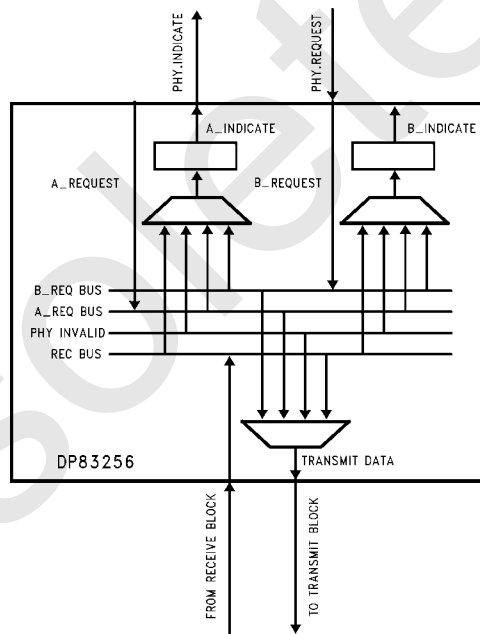 PHY.INDICATE
PHY.REQUEST
A_INDICATE
B_INDICATE
A_REQUEST
B_REQUEST
B_REQ BUS
A_REQ BUS
PHY INVALID
REC BUS
DP83256
TRANSMIT DATA
FROM RECEIVE BLOCK
TO TRANSMIT BLOCK